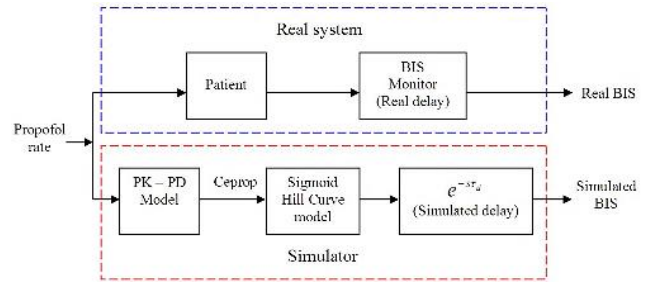 Real system
Patient
BIS
Monitor
(Real delay)
Real BIS
Propofol
rate
PK – PD
Model
Ceprop
Sigmoid
Hill Curve
model
e^{-sτ_d}
(Simulated delay)
Simulated
BIS
Simulator